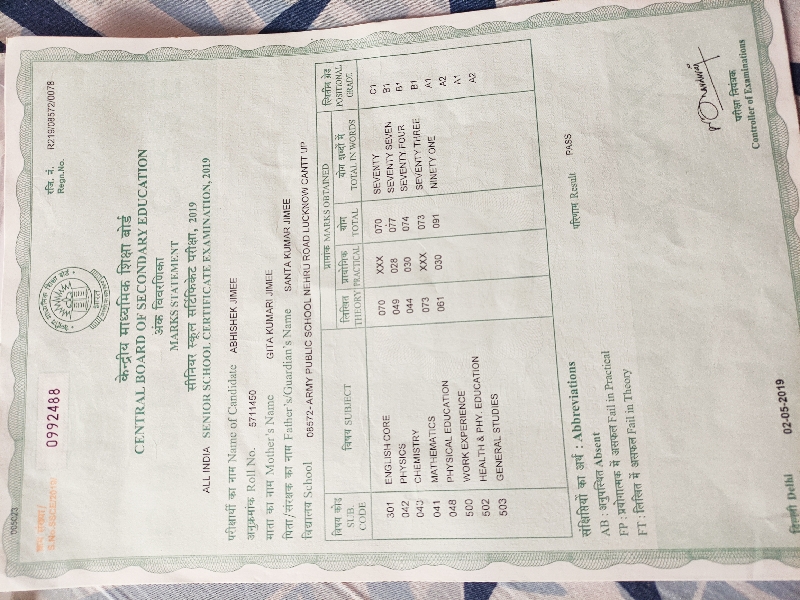 005023
क्रम संख्या/
S.No.SSCE/2019/ 0992488
रजि. नं. R219/08572/0078
Regn.No.
भारत
केन्द्रीय माध्यमिक शिक्षा बोर्ड
CENTRAL BOARD OF SECONDARY EDUCATION
अंक विवरणिका
MARKS STATEMENT
सीनियर स्कूल सर्टिफिकेट परीक्षा, 2019
ALL INDIA SENIOR SCHOOL CERTIFICATE EXAMINATION, 2019
परीक्षार्थी का नाम Name of Candidate ABHISHEK JIMEE
अनुक्रमांक Roll No. 5711450
माता का नाम Mother's Name GITA KUMARI JIMEE
पिता/संरक्षक का नाम Father's/Guardian's Name SANTA KUMAR JIMEE
विद्यालय School 08572-ARMY PUBLIC SCHOOL NEHRU ROAD LUCKNOW CANTT UP
विषय कोड SUB. CODE विषय SUBJECT प्राप्तांक MARKS OBTAINED स्थितीय ग्रेड POSITIONAL GRADE
लिखित THEORY प्रायोगिक PRACTICAL योग TOTAL योग शब्दों में TOTAL IN WORDS
301 ENGLISH CORE 070 XXX 070 SEVENTY C1
042 PHYSICS 049 028 077 SEVENTY SEVEN B1
043 CHEMISTRY 044 030 074 SEVENTY FOUR B1
041 MATHEMATICS 073 XXX 073 SEVENTY THREE B1
048 PHYSICAL EDUCATION 061 030 091 NINETY ONE A1
500 WORK EXPERIENCE A2
502 HEALTH & PHY. EDUCATION A1
503 GENERAL STUDIES A2
संक्षिप्तियों का अर्थ : Abbreviations
परिणाम Result PASS
AB : अनुपस्थित Absent
FP : प्रयोगात्मक में असफल Fail in Practical
FT : लिखित में असफल Fail in Theory
परीक्षा नियंत्रक
Controller of Examinations
दिल्ली Delhi 02-05-2019